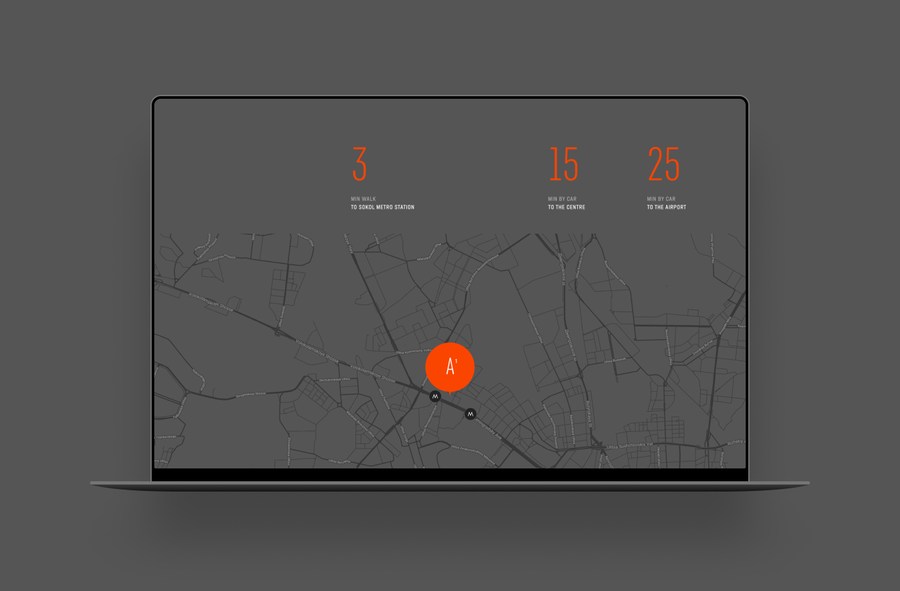 3
MIN WALK
TO SOKOL METRO STATION
15
MIN BY CAR
TO THE CENTRE
25
MIN BY CAR
TO THE AIRPORT
A¹
M
M